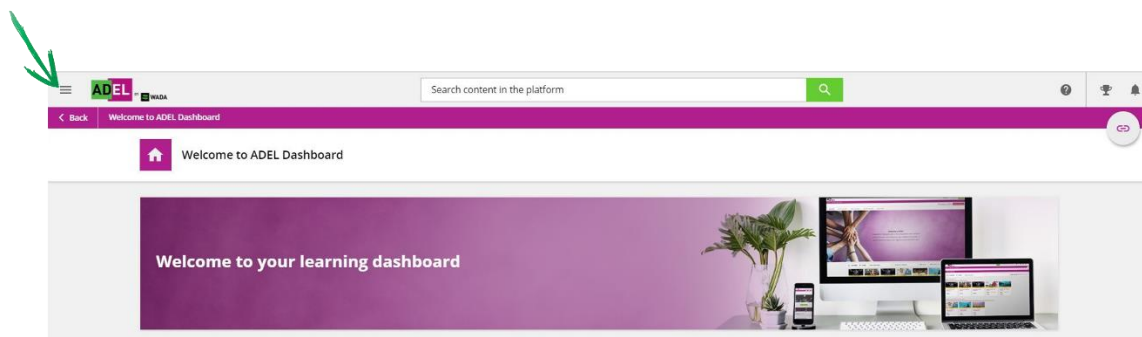 ADEL BY WADA
Search content in the platform
Back
Welcome to ADEL Dashboard
Welcome to ADEL Dashboard
Welcome to your learning dashboard